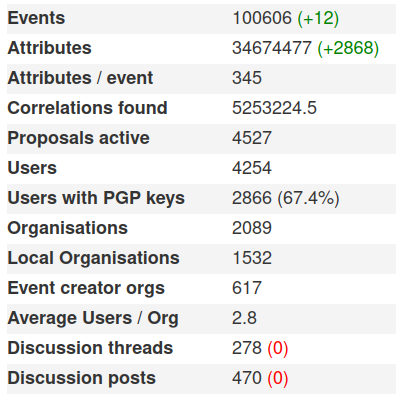 Events 100606 (+12)
Attributes 34674477 (+2868)
Attributes / event 345
Correlations found 5253224.5
Proposals active 4527
Users 4254
Users with PGP keys 2866 (67.4%)
Organisations 2089
Local Organisations 1532
Event creator orgs 617
Average Users / Org 2.8
Discussion threads 278 (0)
Discussion posts 470 (0)